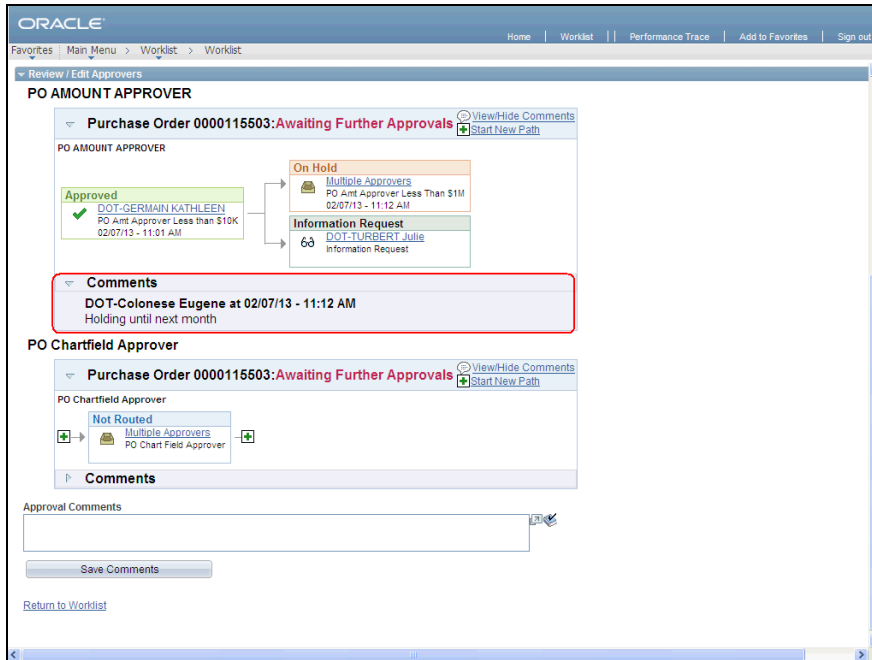 ORACLE
Home | Worklist | | Performance Trace | Add to Favorites | Sign out
Favorites | Main Menu > Worklist > Worklist
Review / Edit Approvers
PO AMOUNT APPROVER
Purchase Order 0000115503:Awaiting Further Approvals
View/Hide Comments
Start New Path
PO AMOUNT APPROVER
Approved
DOT-GERMAIN KATHLEEN
PO Amt Approver Less than $10K
02/07/13 - 11:01 AM
On Hold
Multiple Approvers
PO Amt Approver Less Than $1M
02/07/13 - 11:12 AM
Information Request
DOT-TURBERT Julie
Information Request
Comments
DOT-Colonese Eugene at 02/07/13 - 11:12 AM
Holding until next month
PO Chartfield Approver
Purchase Order 0000115503:Awaiting Further Approvals
View/Hide Comments
Start New Path
PO Chartfield Approver
Not Routed
Multiple Approvers
PO Chart Field Approver
Comments
Approval Comments
Save Comments
Return to Worklist